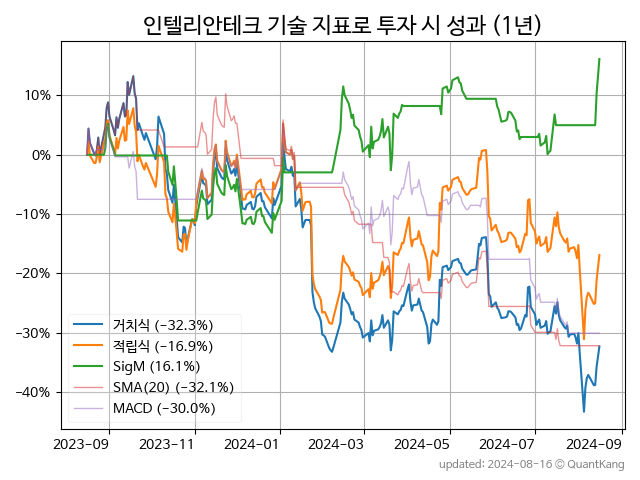 인텔리안테크 기술 지표로 투자 시 성과 (1년)
10%
0%
−10%
−20%
−30%
−40%
거치식 (−32.3%)
적립식 (−16.9%)
SigM (16.1%)
SMA(20) (−32.1%)
MACD (−30.0%)
2023-09
2023-11
2024-01
2024-03
2024-05
2024-07
2024-09
updated: 2024-08-16 © QuantKang